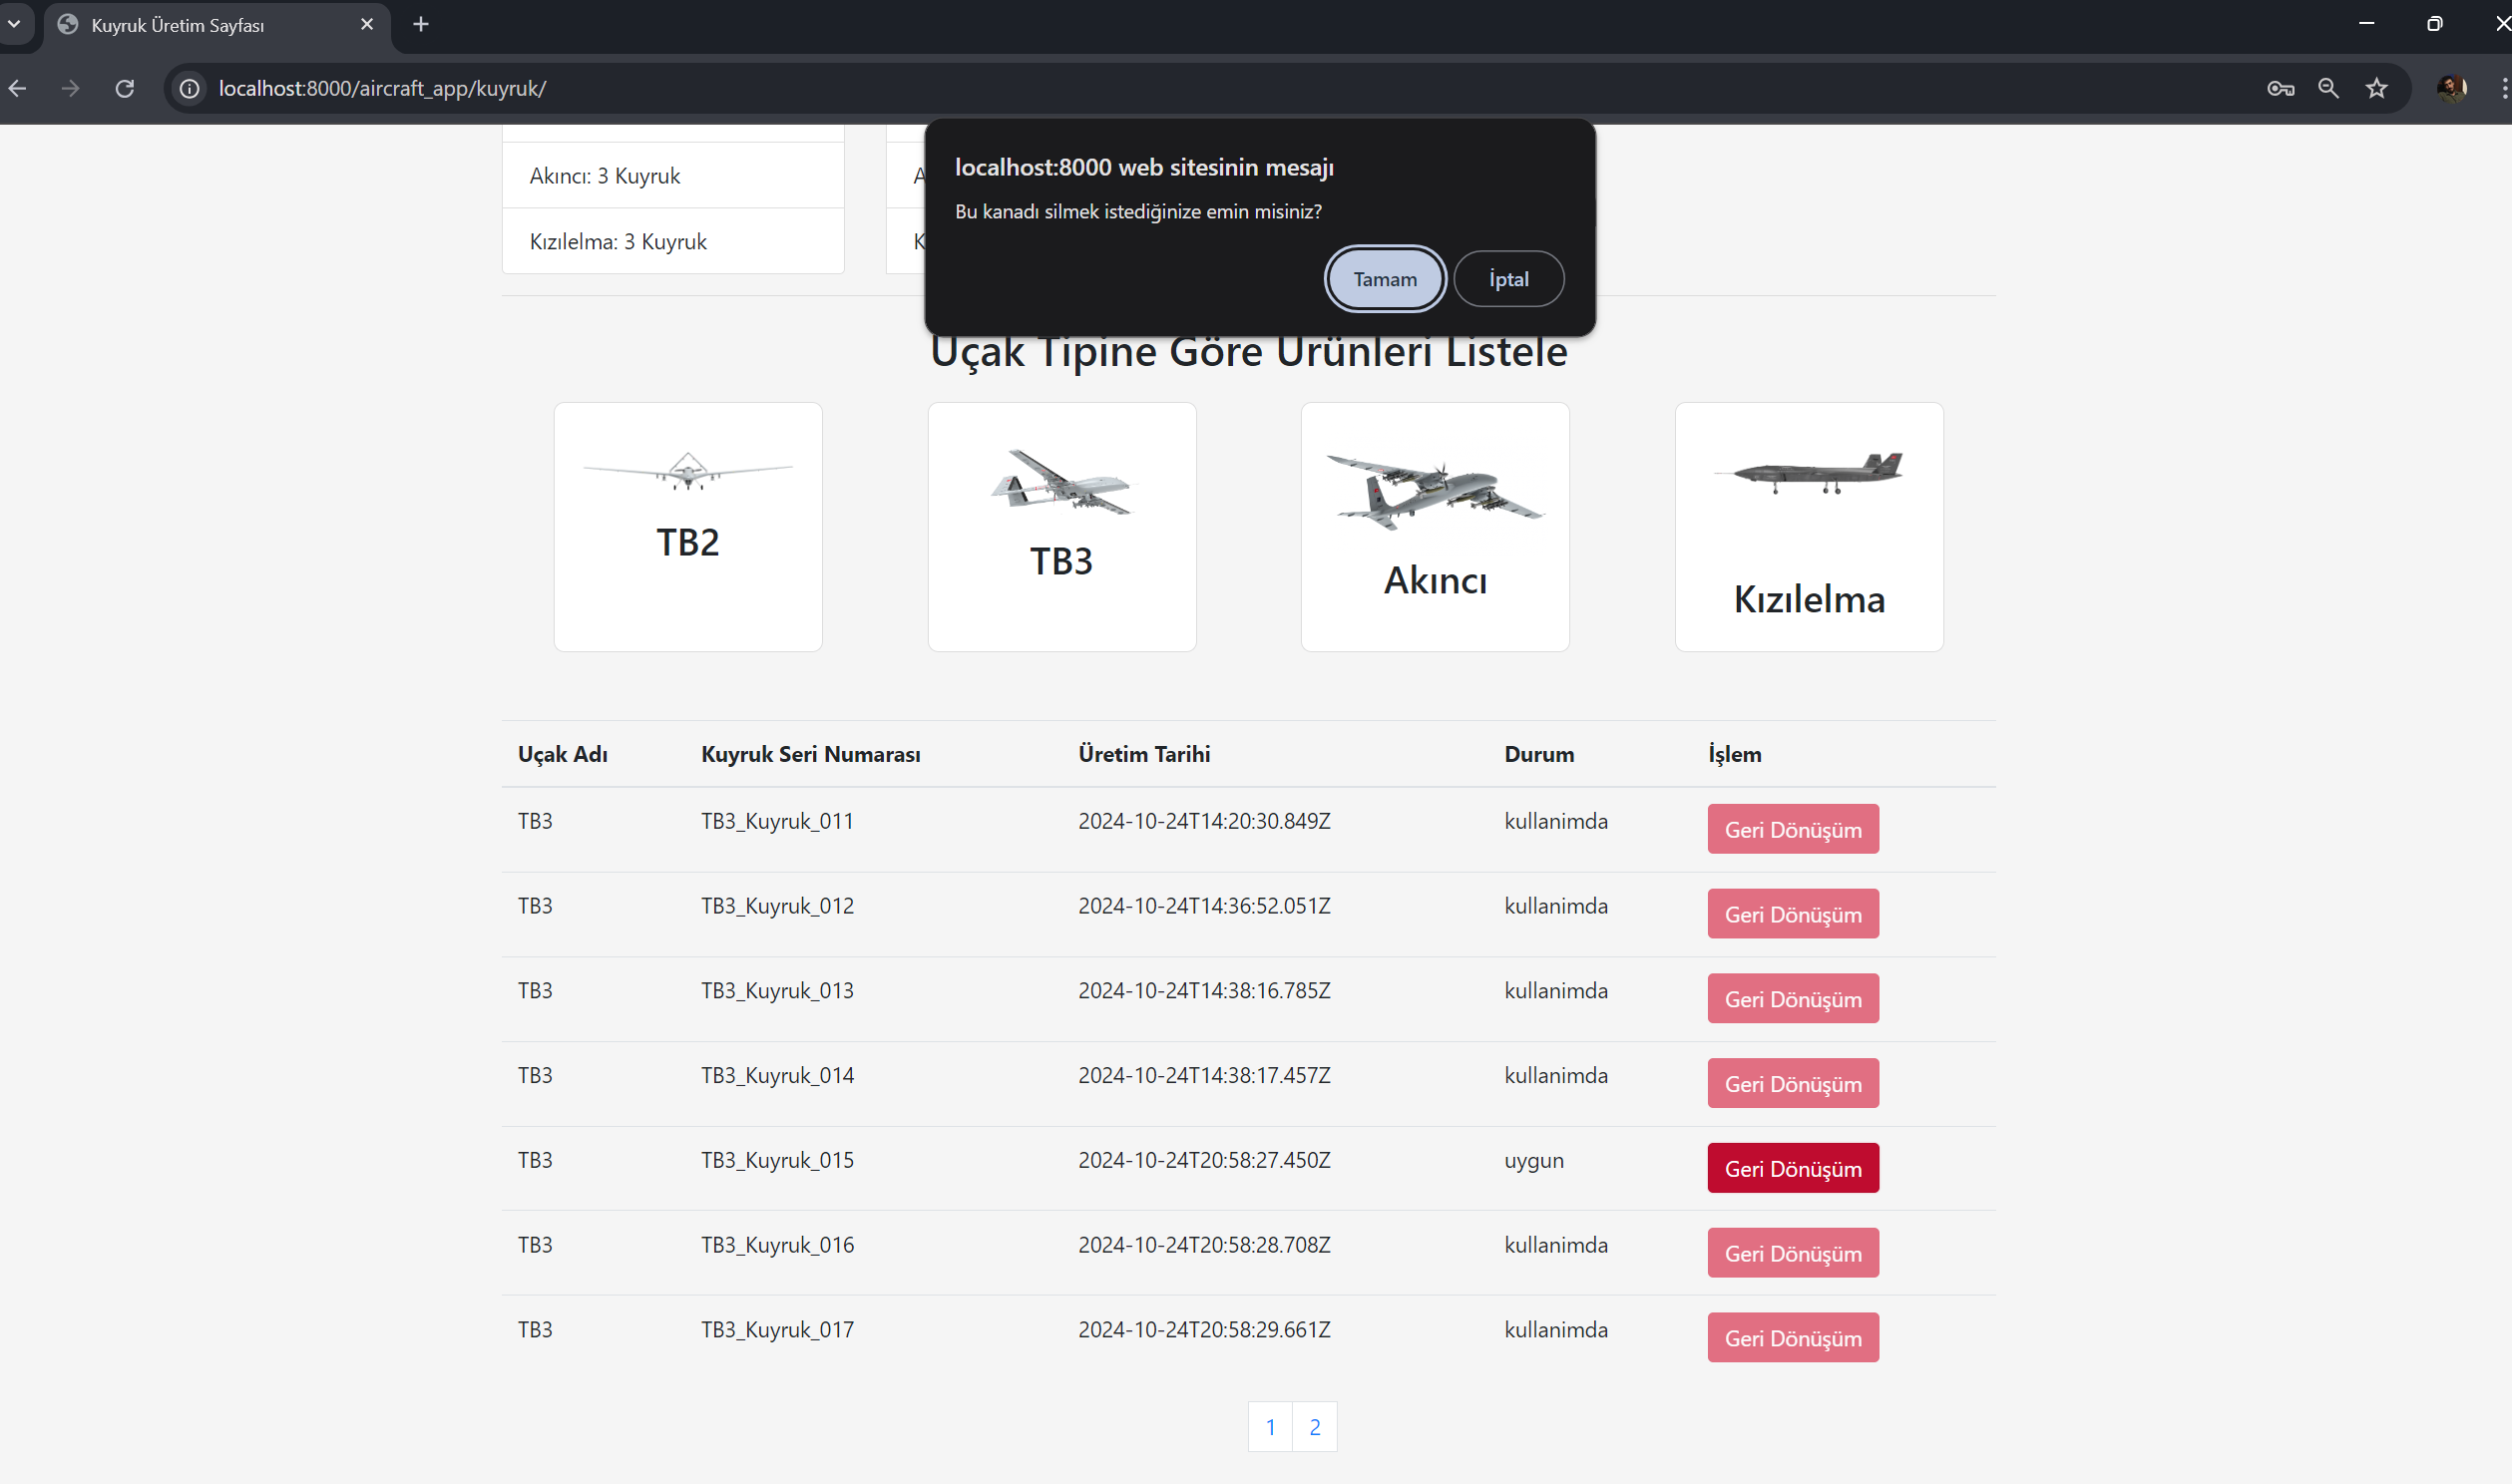 Kuyruk Üretim Sayfası
localhost:8000/aircraft_app/kuyruk/
localhost:8000 web sitesinin mesajı
Bu kanadı silmek istediğinize emin misiniz?
Tamam İptal
Akıncı: 3 Kuyruk
Kızılelma: 3 Kuyruk
Uçak Tipine Göre Ürünleri Listele
TB2 TB3 Akıncı Kızılelma
Uçak Adı Kuyruk Seri Numarası Üretim Tarihi Durum İşlem
TB3 TB3_Kuyruk_011 2024-10-24T14:20:30.849Z kullanimda Geri Dönüşüm
TB3 TB3_Kuyruk_012 2024-10-24T14:36:52.051Z kullanimda Geri Dönüşüm
TB3 TB3_Kuyruk_013 2024-10-24T14:38:16.785Z kullanimda Geri Dönüşüm
TB3 TB3_Kuyruk_014 2024-10-24T14:38:17.457Z kullanimda Geri Dönüşüm
TB3 TB3_Kuyruk_015 2024-10-24T20:58:27.450Z uygun Geri Dönüşüm
TB3 TB3_Kuyruk_016 2024-10-24T20:58:28.708Z kullanimda Geri Dönüşüm
TB3 TB3_Kuyruk_017 2024-10-24T20:58:29.661Z kullanimda Geri Dönüşüm
1 2